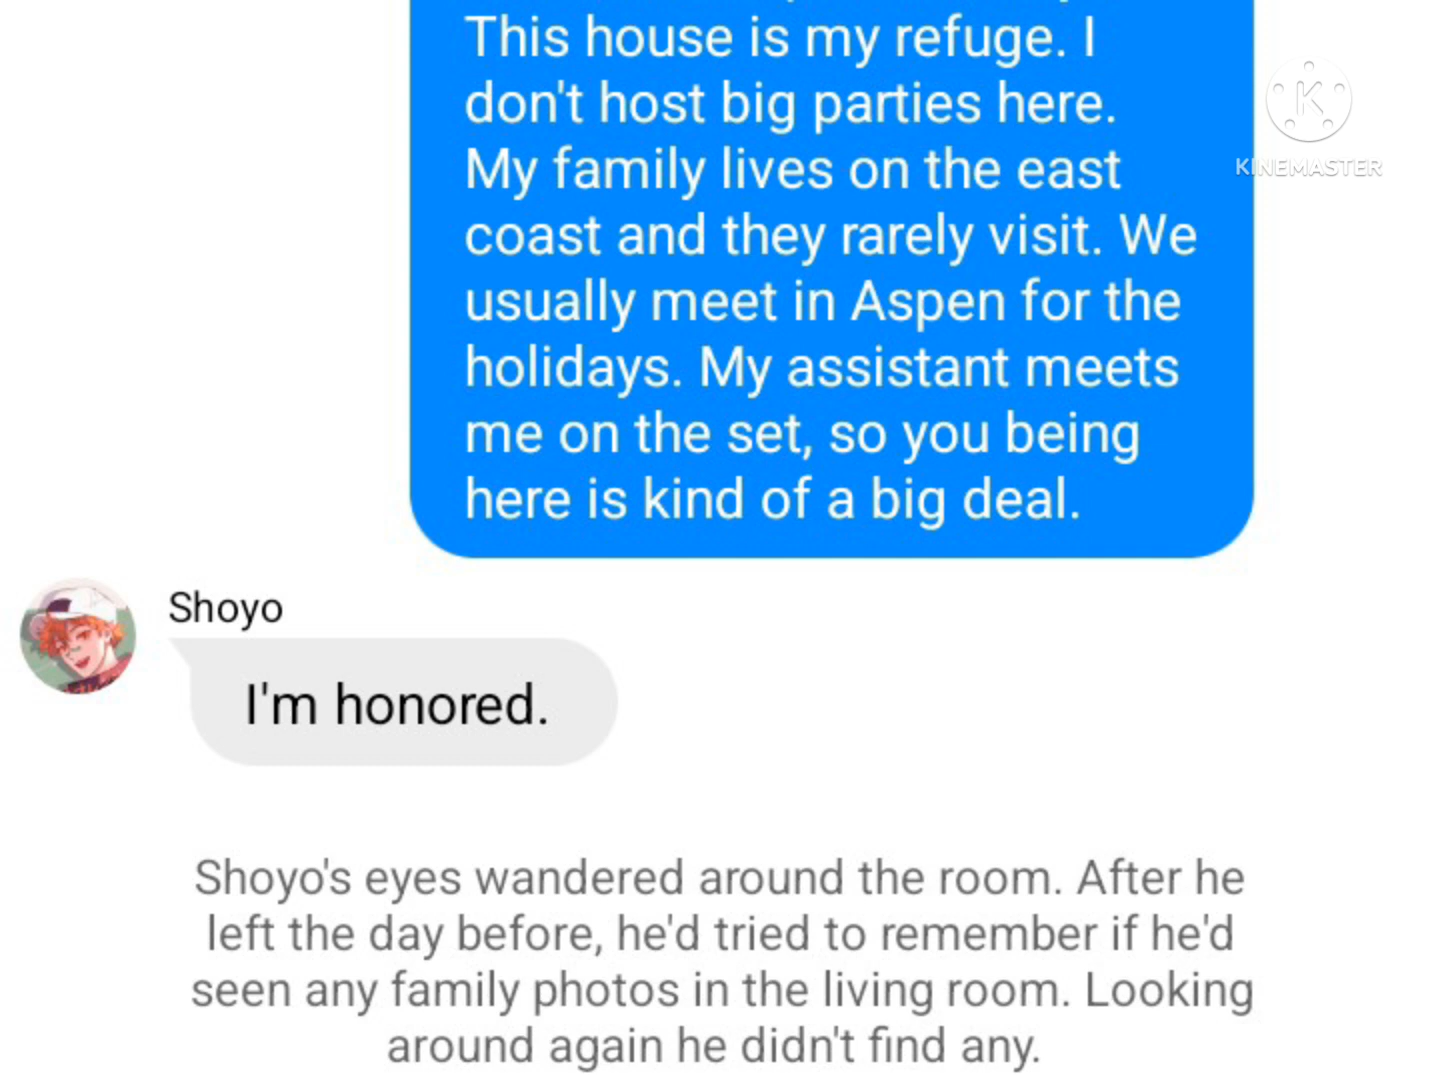 This house is my refuge. I
don't host big parties here.
My family lives on the east
coast and they rarely visit. We
usually meet in Aspen for the
holidays. My assistant meets
me on the set, so you being
here is kind of a big deal.
K
KINEMASTER
Shoyo
I'm honored.
Shoyo's eyes wandered around the room. After he
left the day before, he'd tried to remember if he'd
seen any family photos in the living room. Looking
around again he didn't find any.